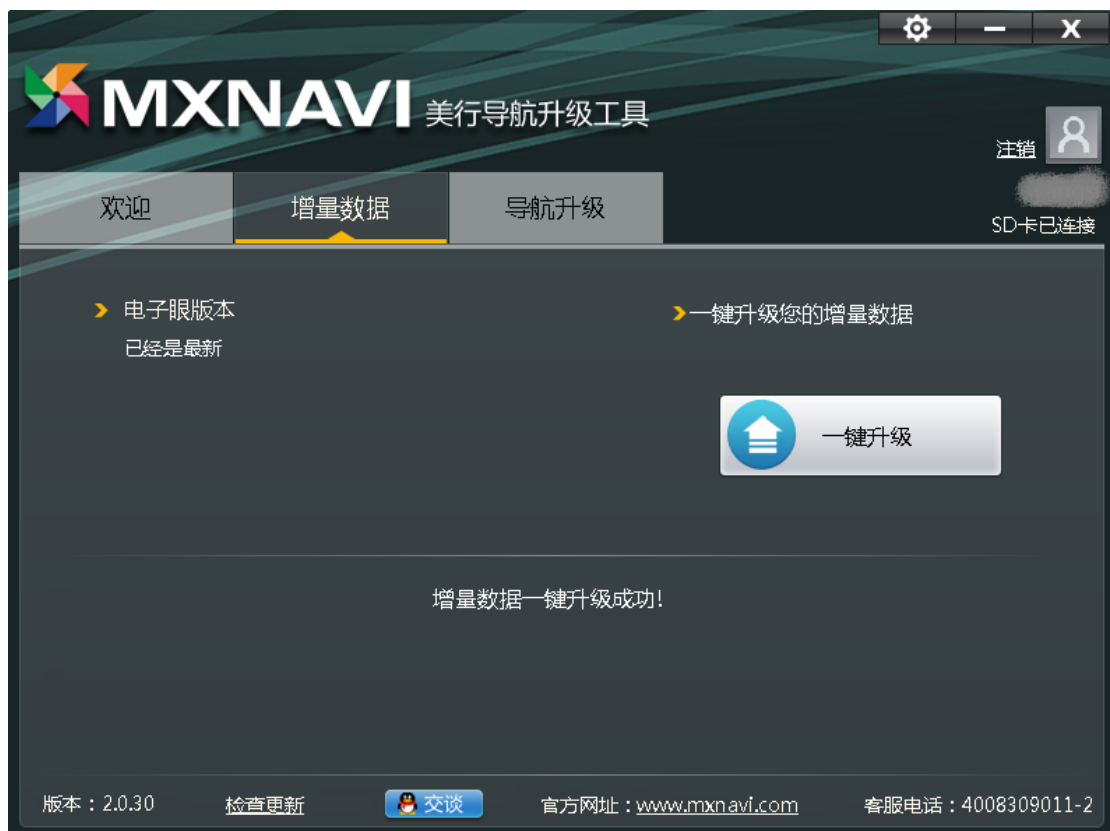 X
MXNAVI 美行导航升级工具
注销
欢迎 增量数据 导航升级
SD卡已连接
电子眼版本
已经是最新
一键升级您的增量数据
一键升级
增量数据一键升级成功!
版本：2.0.30 检查更新 交谈 官方网址：www.mxnavi.com 客服电话：4008309011-2